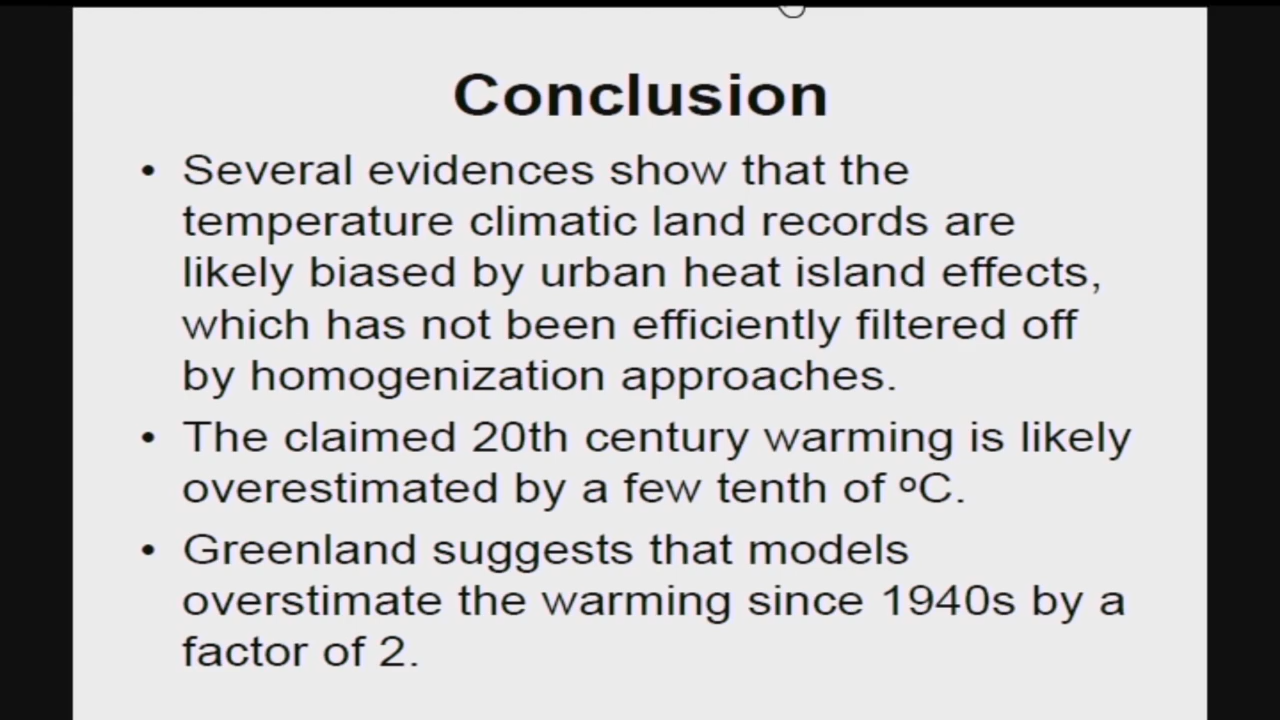 Conclusion
• Several evidences show that the
temperature climatic land records are
likely biased by urban heat island effects,
which has not been efficiently filtered off
by homogenization approaches.
• The claimed 20th century warming is likely
overestimated by a few tenth of ºC.
• Greenland suggests that models
overstimate the warming since 1940s by a
factor of 2.